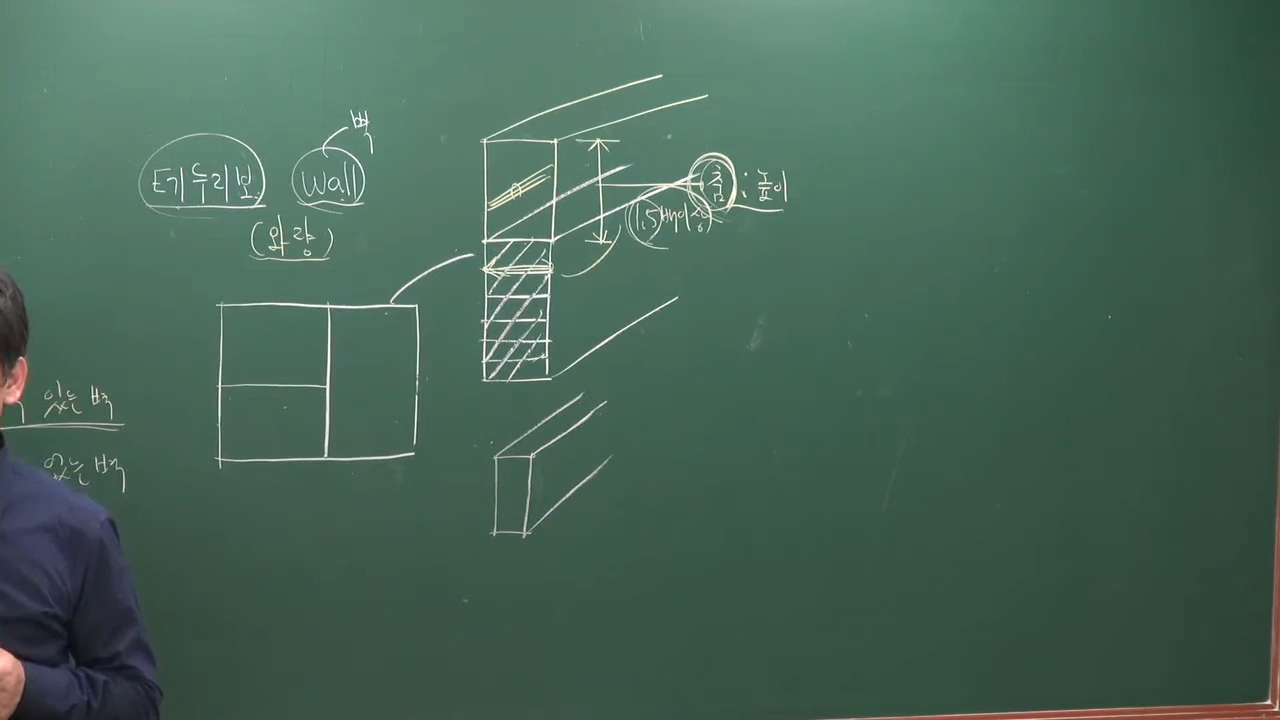 벽
테두리보 Wall
(와량)
춤 : 높이
1.5배이상
있는 벽
없는 벽